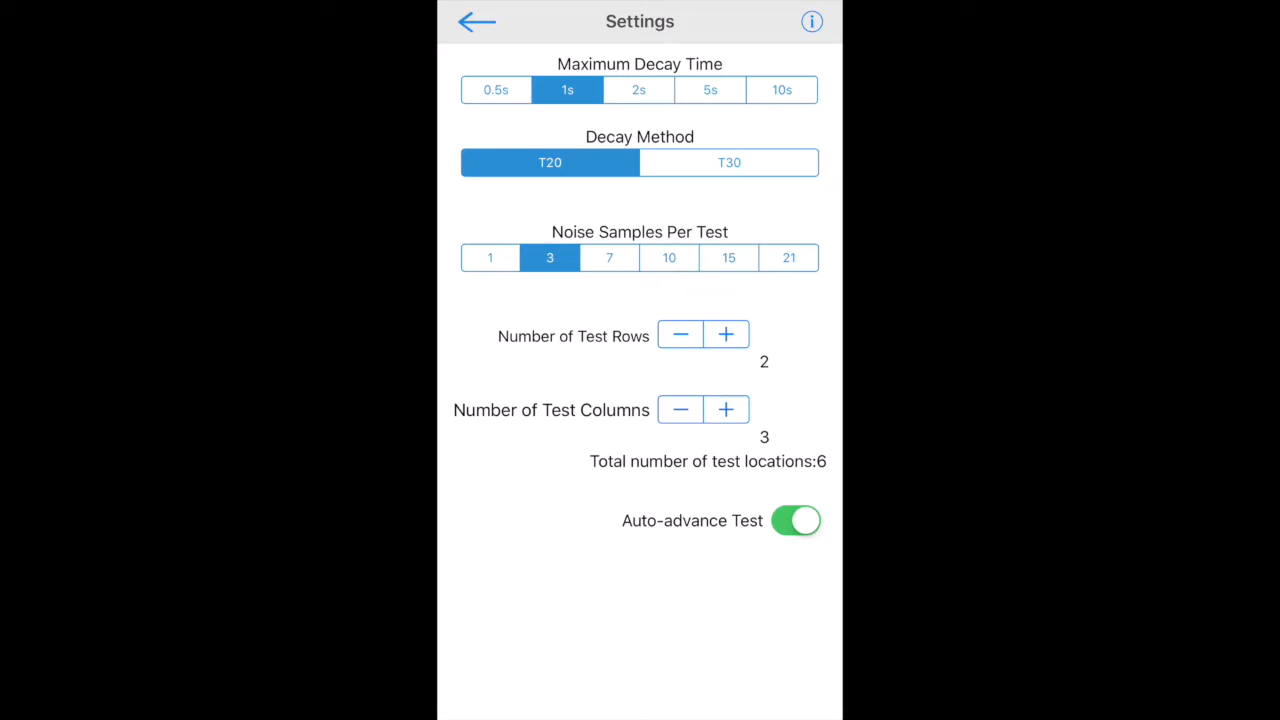 Settings
Maximum Decay Time
0.5s 1s 2s 5s 10s
Decay Method
T20 T30
Noise Samples Per Test
1 3 7 10 15 21
Number of Test Rows
2
Number of Test Columns
3
Total number of test locations:6
Auto-advance Test